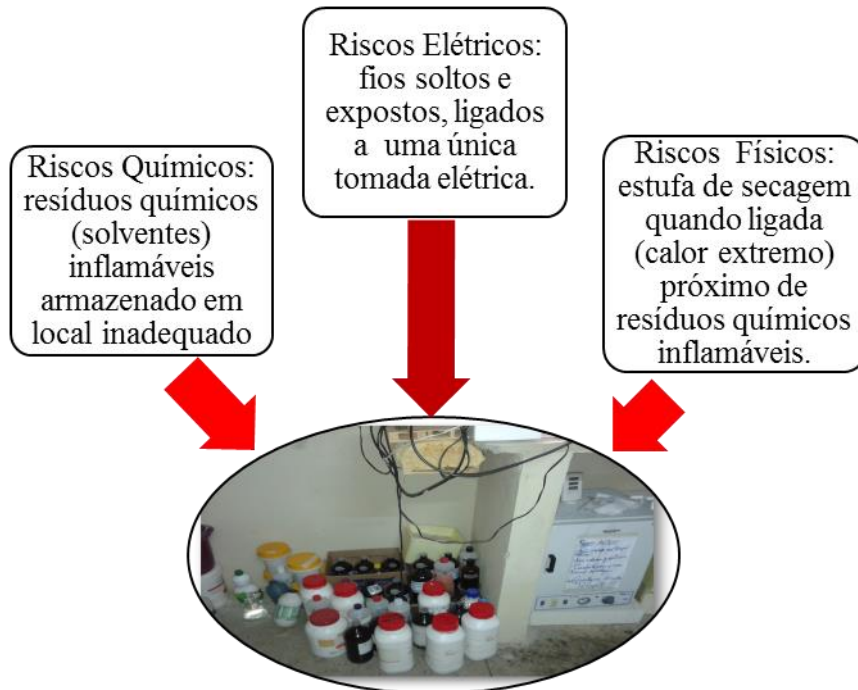 Riscos Químicos:
resíduos químicos
(solventes)
inflamáveis
armazenado em
local inadequado
Riscos Elétricos:
fios soltos e
expostos, ligados
a uma única
tomada elétrica.
Riscos Físicos:
estufa de secagem
quando ligada
(calor extremo)
próximo de
resíduos químicos
inflamáveis.